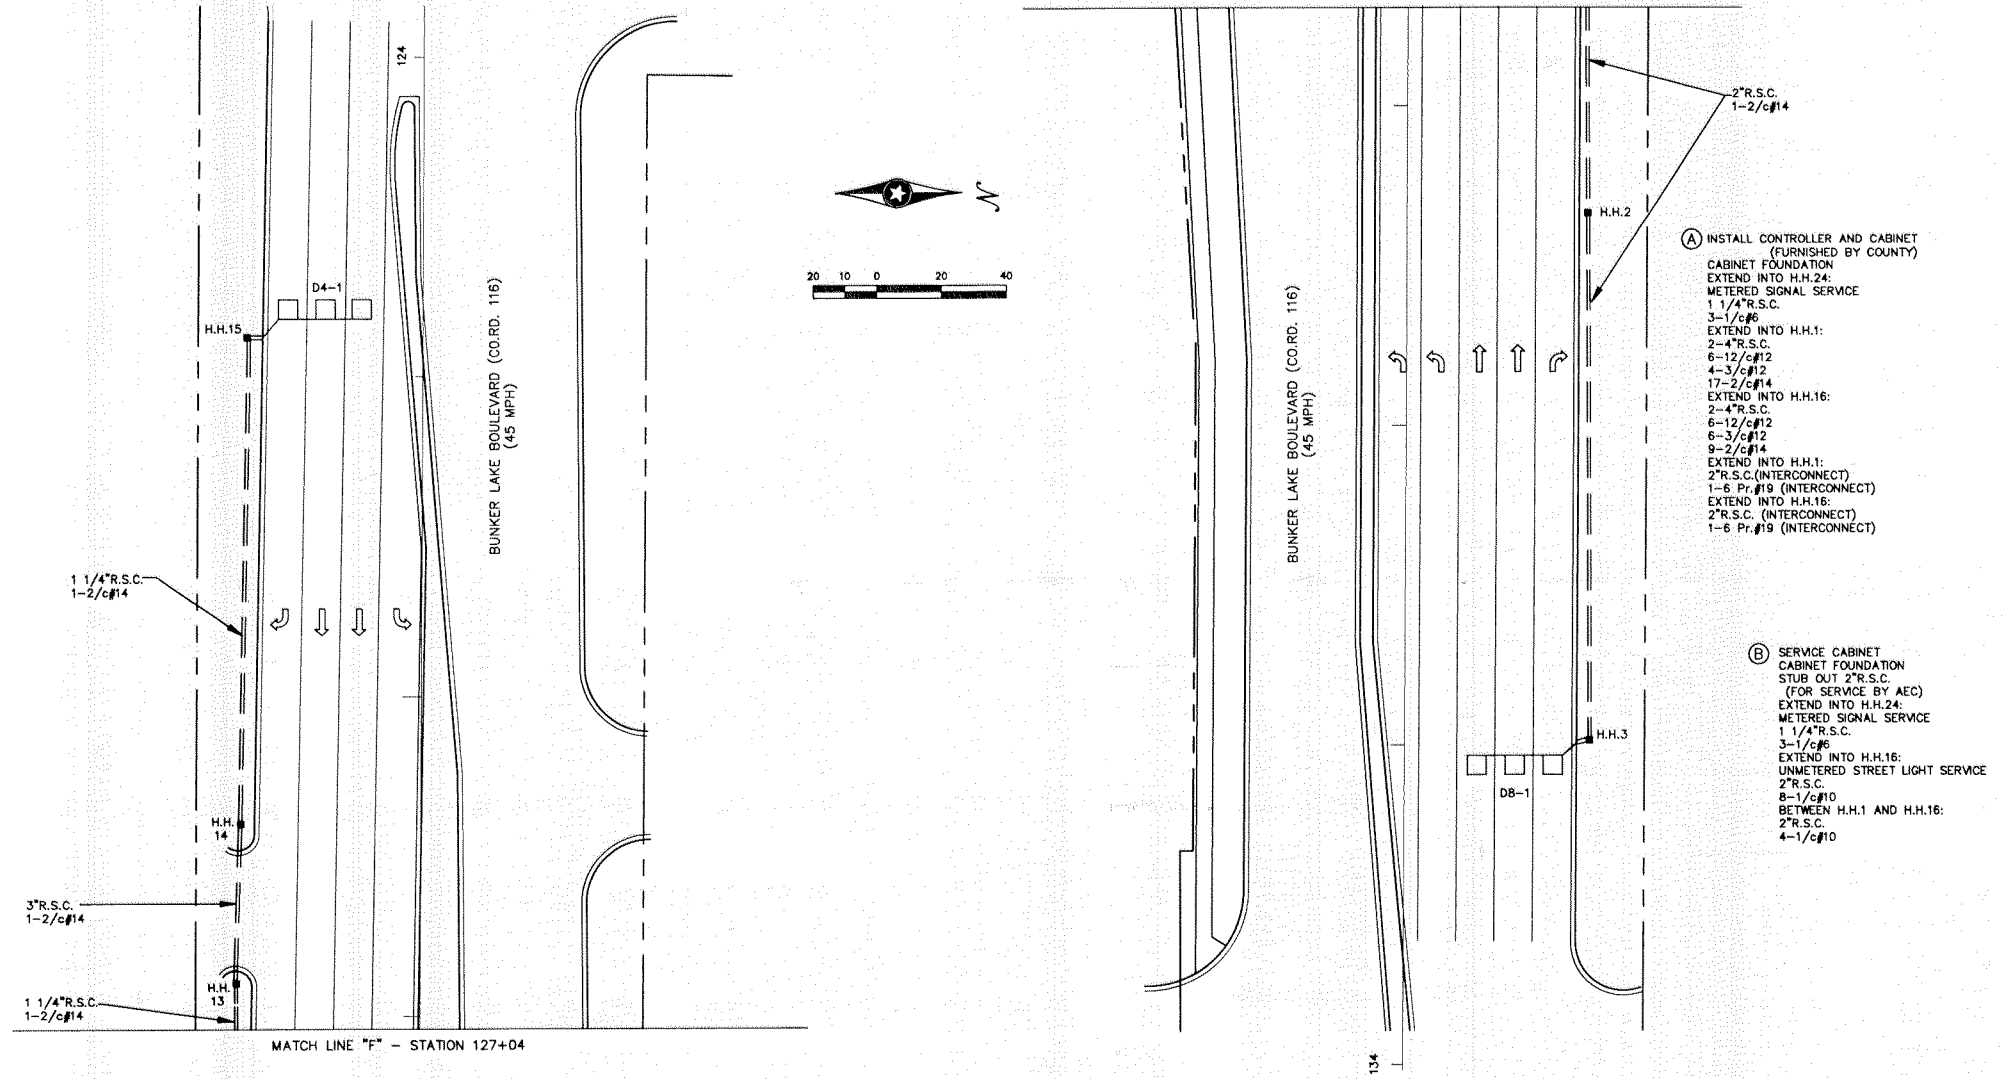 124
D4-1
H.H.15
BUNKER LAKE BOULEVARD (CO.RD. 116)
(45 MPH)
1 1/4"R.S.C.
1-2/c#14
H.H.
14
3"R.S.C.
1-2/c#14
H.H.
13
1 1/4"R.S.C.
1-2/c#14
MATCH LINE "F" - STATION 127+04
N
20 10 0 20 40
BUNKER LAKE BOULEVARD (CO.RD. 116)
(45 MPH)
2"R.S.C.
1-2/c#14
H.H.2
H.H.3
D8-1
134
A INSTALL CONTROLLER AND CABINET
(FURNISHED BY COUNTY)
CABINET FOUNDATION
EXTEND INTO H.H.24:
METERED SIGNAL SERVICE
1 1/4"R.S.C.
3-1/c#6
EXTEND INTO H.H.1:
2-4"R.S.C.
6-12/c#12
4-3/c#12
17-2/c#14
EXTEND INTO H.H.16:
2-4"R.S.C.
6-12/c#12
6-3/c#12
9-2/c#14
EXTEND INTO H.H.1:
2"R.S.C.(INTERCONNECT)
1-6 Pr.#19 (INTERCONNECT)
EXTEND INTO H.H.16:
2"R.S.C. (INTERCONNECT)
1-6 Pr.#19 (INTERCONNECT)
B SERVICE CABINET
CABINET FOUNDATION
STUB OUT 2"R.S.C.
(FOR SERVICE BY AEC)
EXTEND INTO H.H.24:
METERED SIGNAL SERVICE
1 1/4"R.S.C.
3-1/c#6
EXTEND INTO H.H.16:
UNMETERED STREET LIGHT SERVICE
2"R.S.C.
8-1/c#10
BETWEEN H.H.1 AND H.H.16:
2"R.S.C.
4-1/c#10